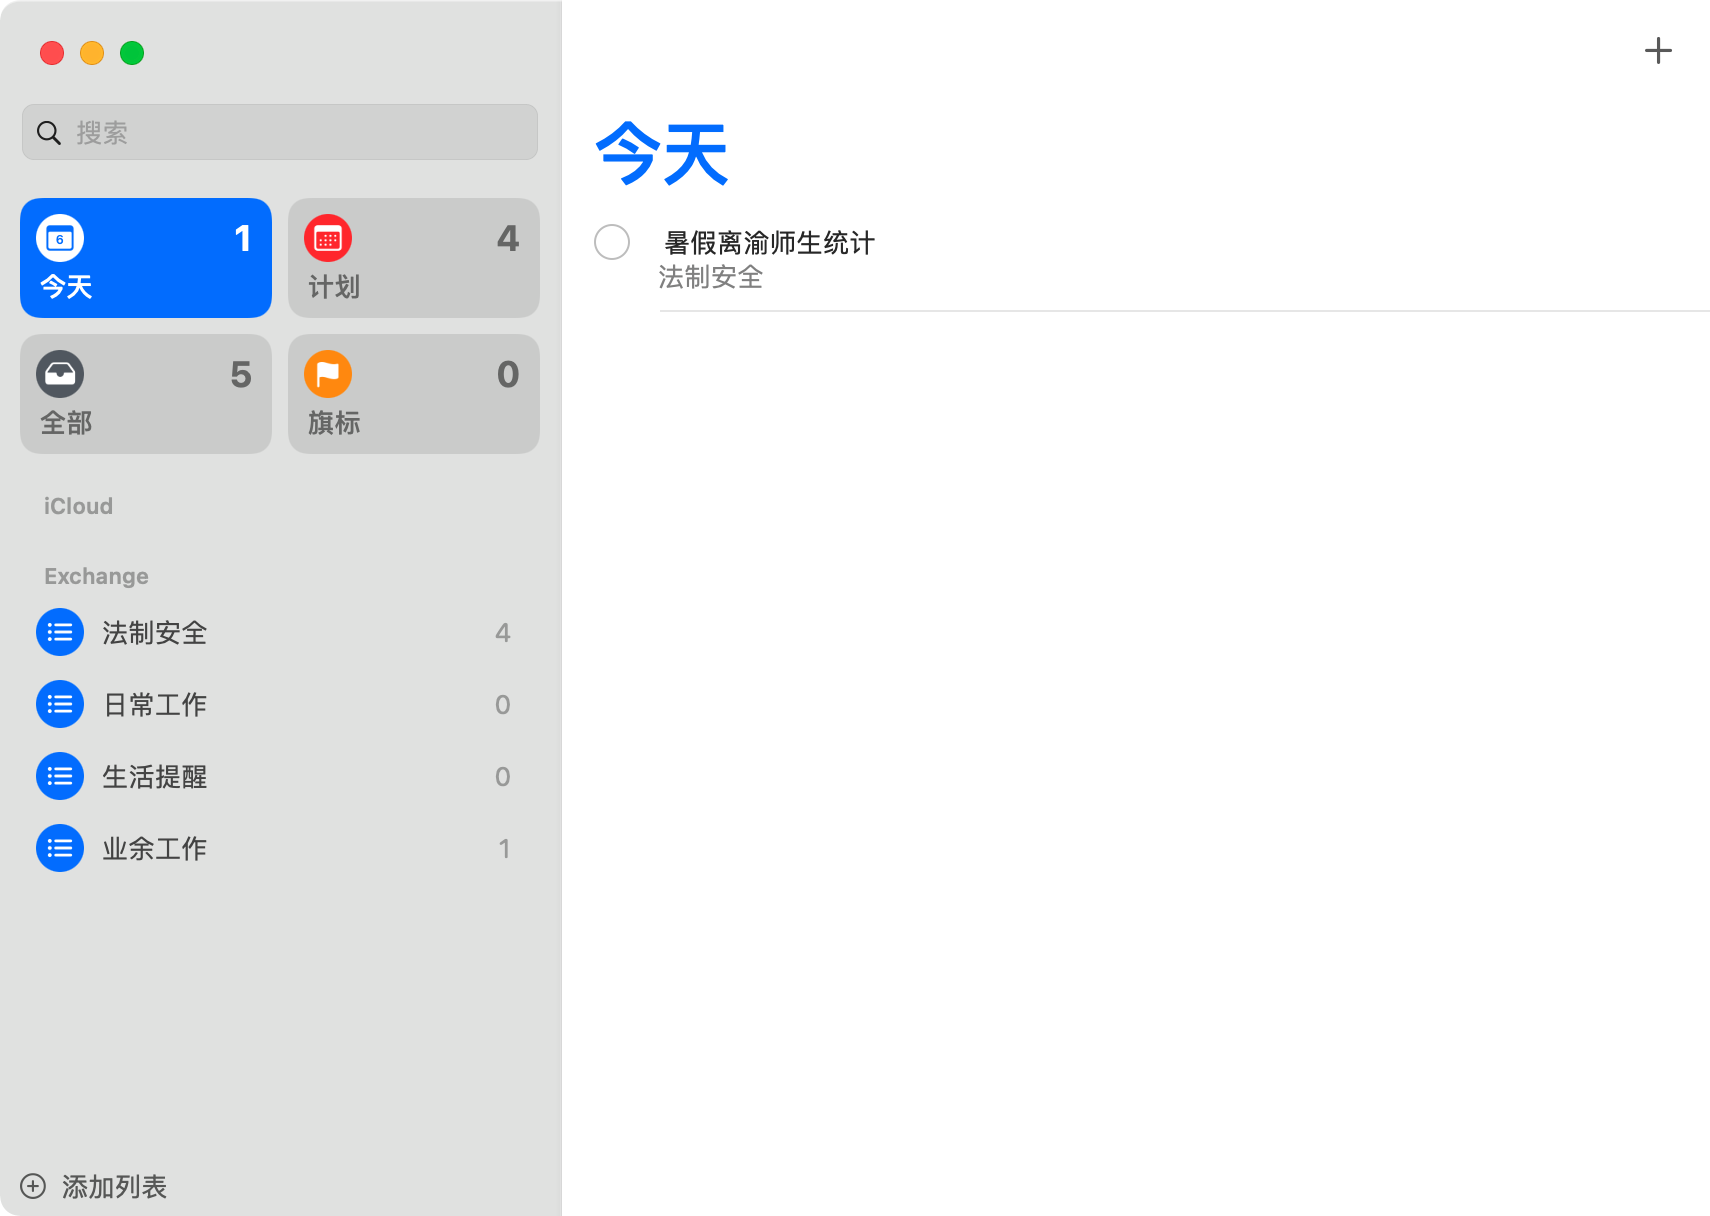 搜索
6
1
今天
4
计划
5
全部
0
旗标
iCloud
Exchange
法制安全 4
日常工作 0
生活提醒 0
业余工作 1
添加列表
今天
暑假离渝师生统计
法制安全